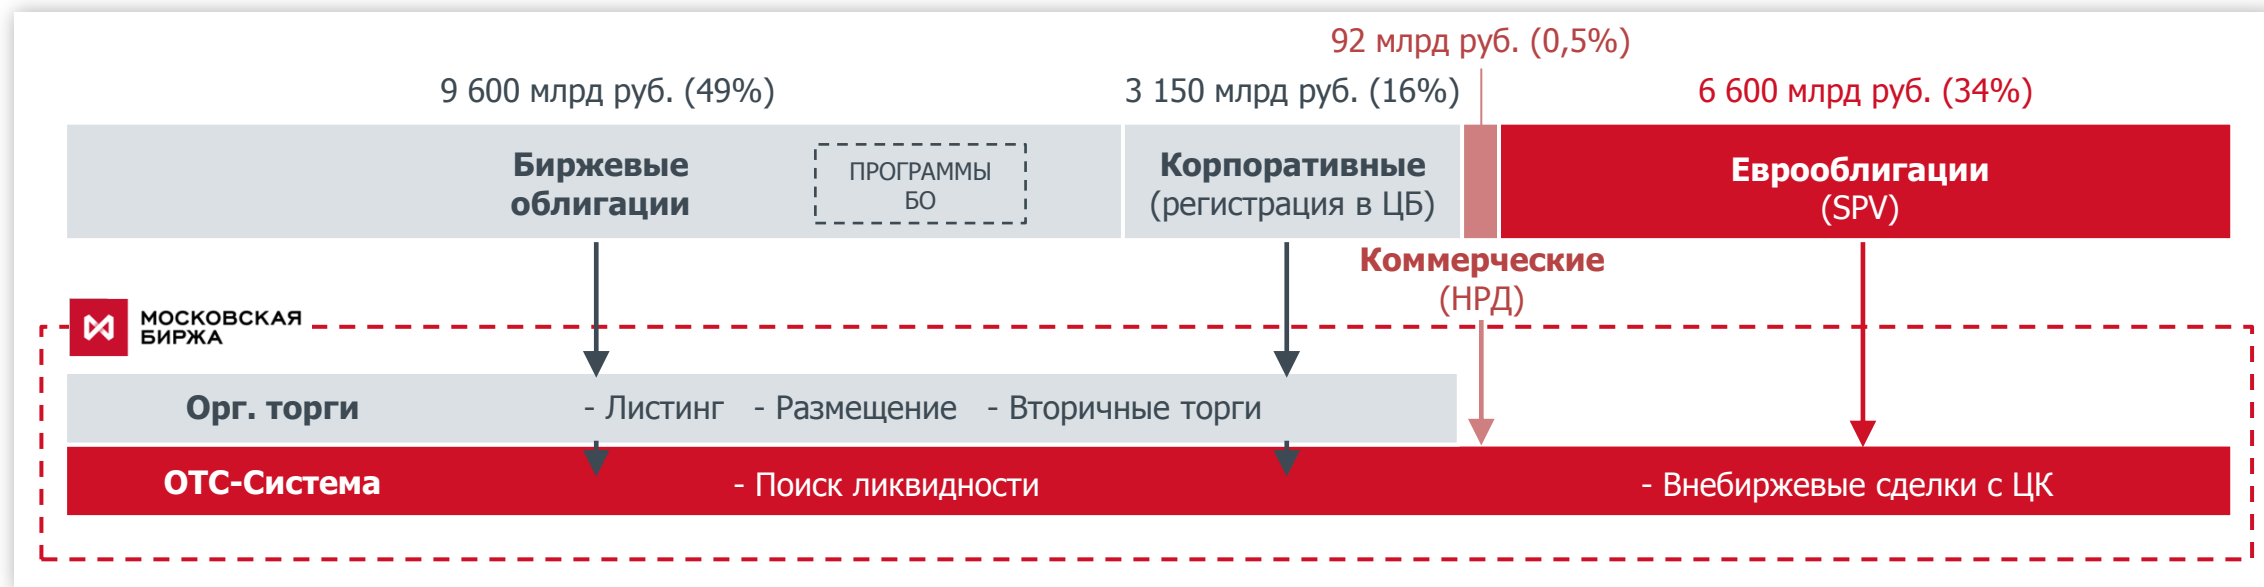 92 млрд руб. (0,5%)
9 600 млрд руб. (49%)
3 150 млрд руб. (16%)
6 600 млрд руб. (34%)
Биржевые
облигации
ПРОГРАММЫ
БО
Корпоративные
(регистрация в ЦБ)
Еврооблигации
(SPV)
Коммерческие
(НРД)
МОСКОВСКАЯ
БИРЖА
Орг. торги
- Листинг - Размещение - Вторичные торги
ОТС-Система
- Поиск ликвидности
- Внебиржевые сделки с ЦК